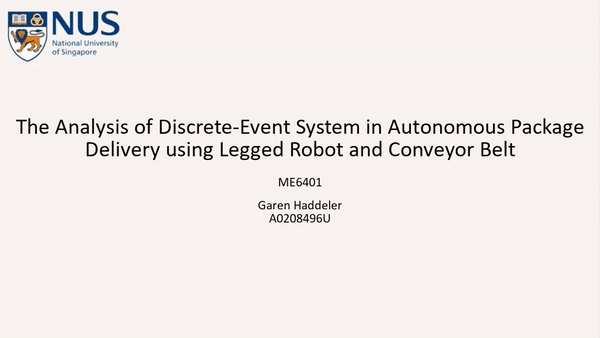 NUS
National University
of Singapore
The Analysis of Discrete-Event System in Autonomous Package
Delivery using Legged Robot and Conveyor Belt
ME6401
Garen Haddeler
A0208496U